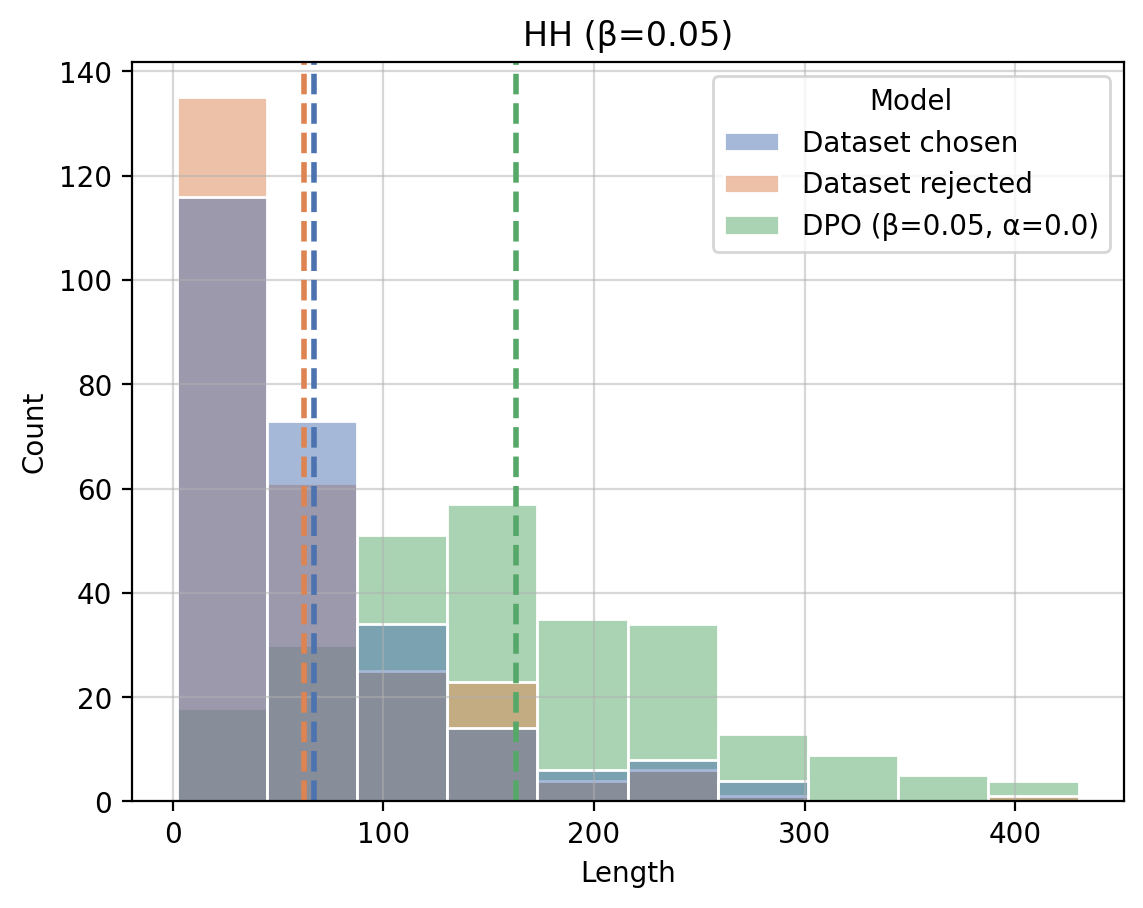 HH (β=0.05)
140
120
100
80
60
40
20
0
Count
Model
Dataset chosen
Dataset rejected
DPO (β=0.05, α=0.0)
0 100 200 300 400
Length